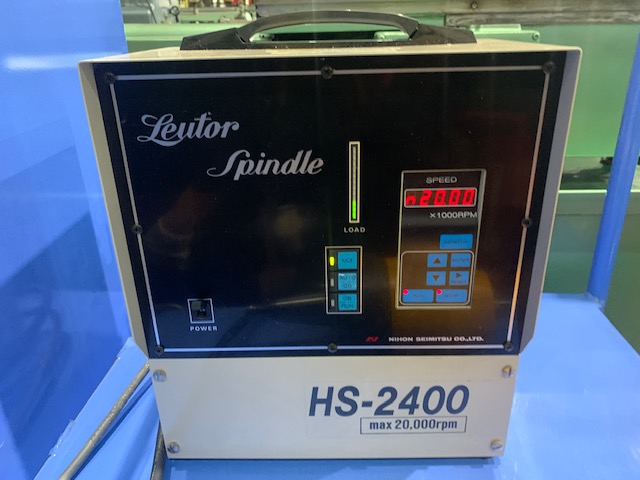 Leutor
Spindle
SPEED
n20.00
×1000RPM
LOAD
POWER
NIHON SEIMITSU CO.,LTD.
HS-2400
max 20,000rpm